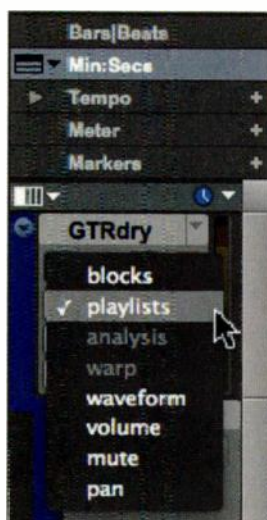 Bars|Beats
Min:Secs
Tempo
Meter
Markers
GTRdry
blocks
playlists
analysis
warp
waveform
volume
mute
pan